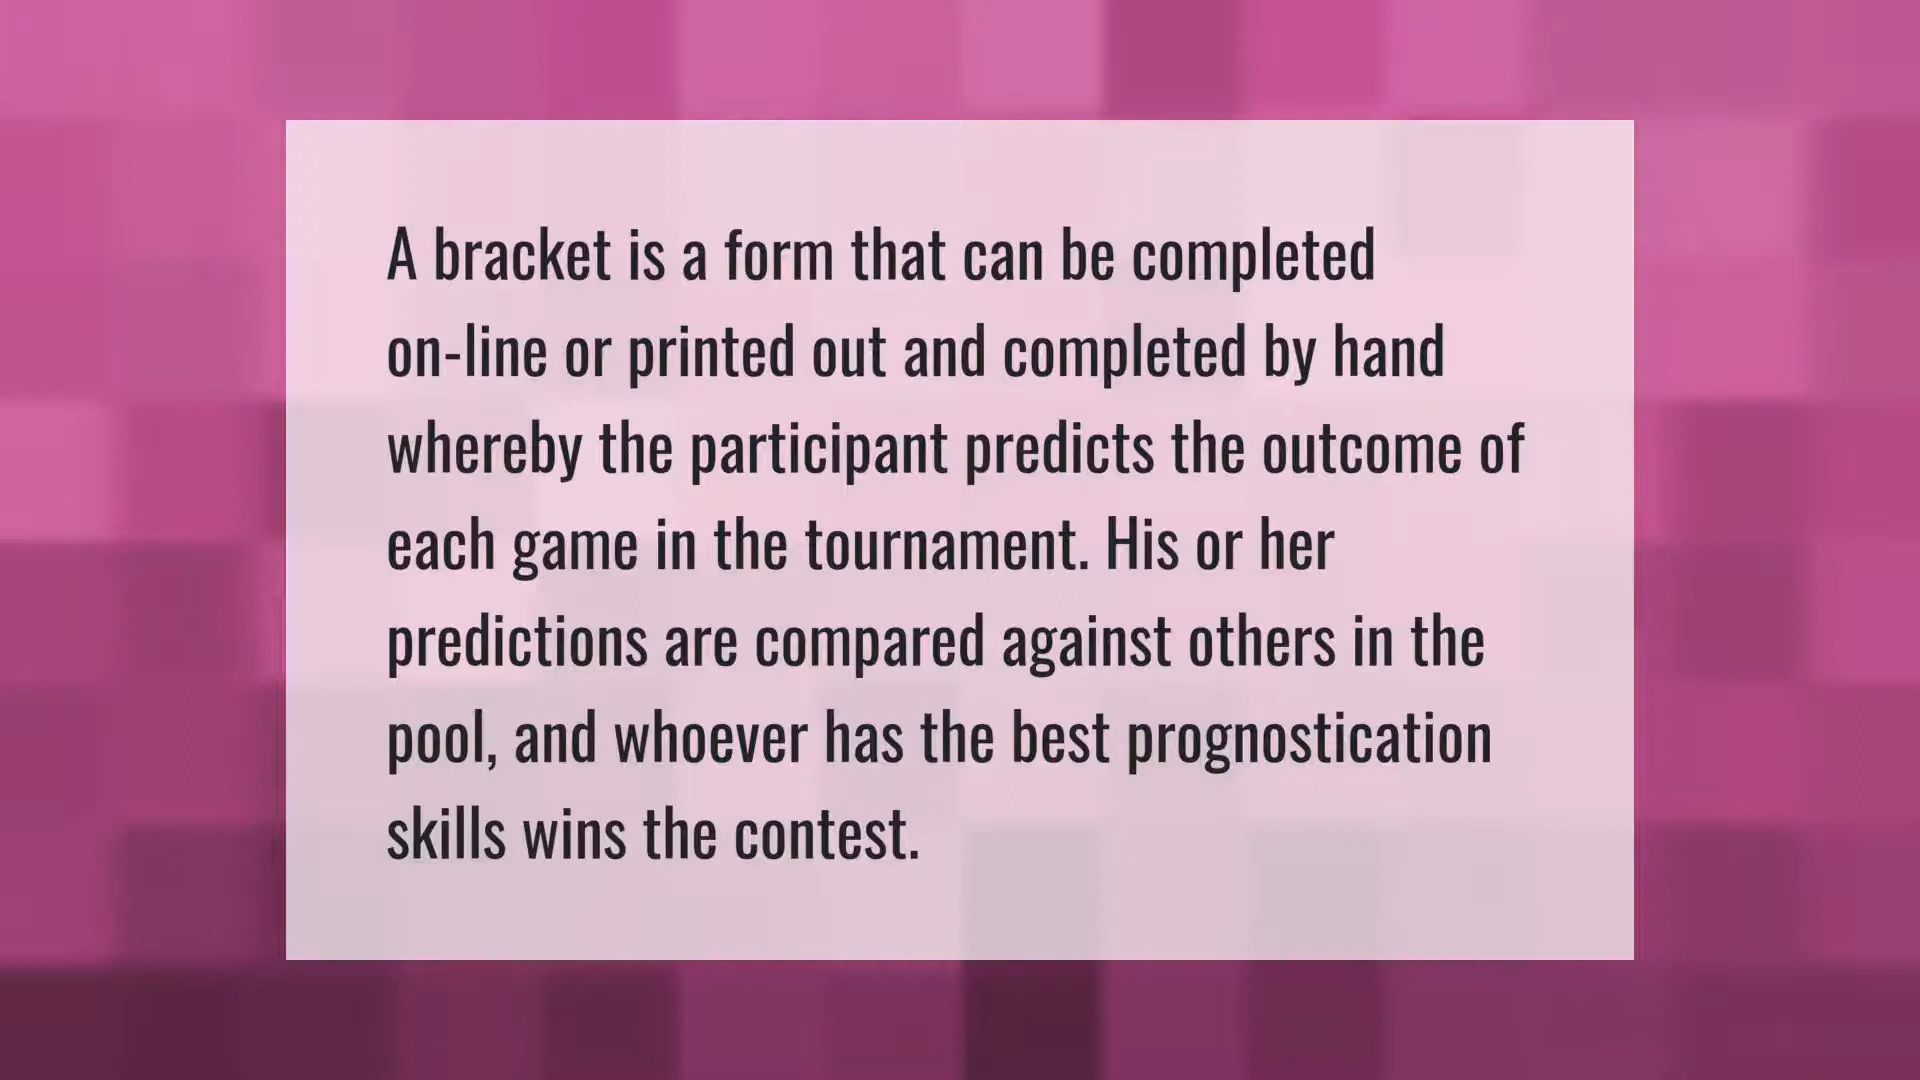 A bracket is a form that can be completed
on-line or printed out and completed by hand
whereby the participant predicts the outcome of
each game in the tournament. His or her
predictions are compared against others in the
pool, and whoever has the best prognostication
skills wins the contest.